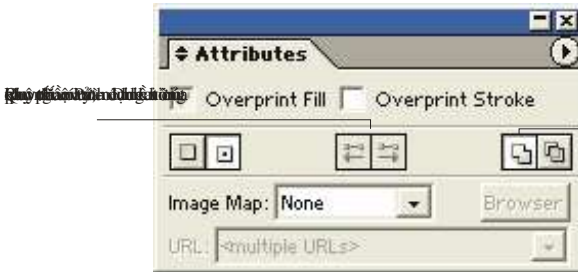 Attributes
Overprint Fill Overprint Stroke
Image Map: None Browser
URL: <multiple URLs>